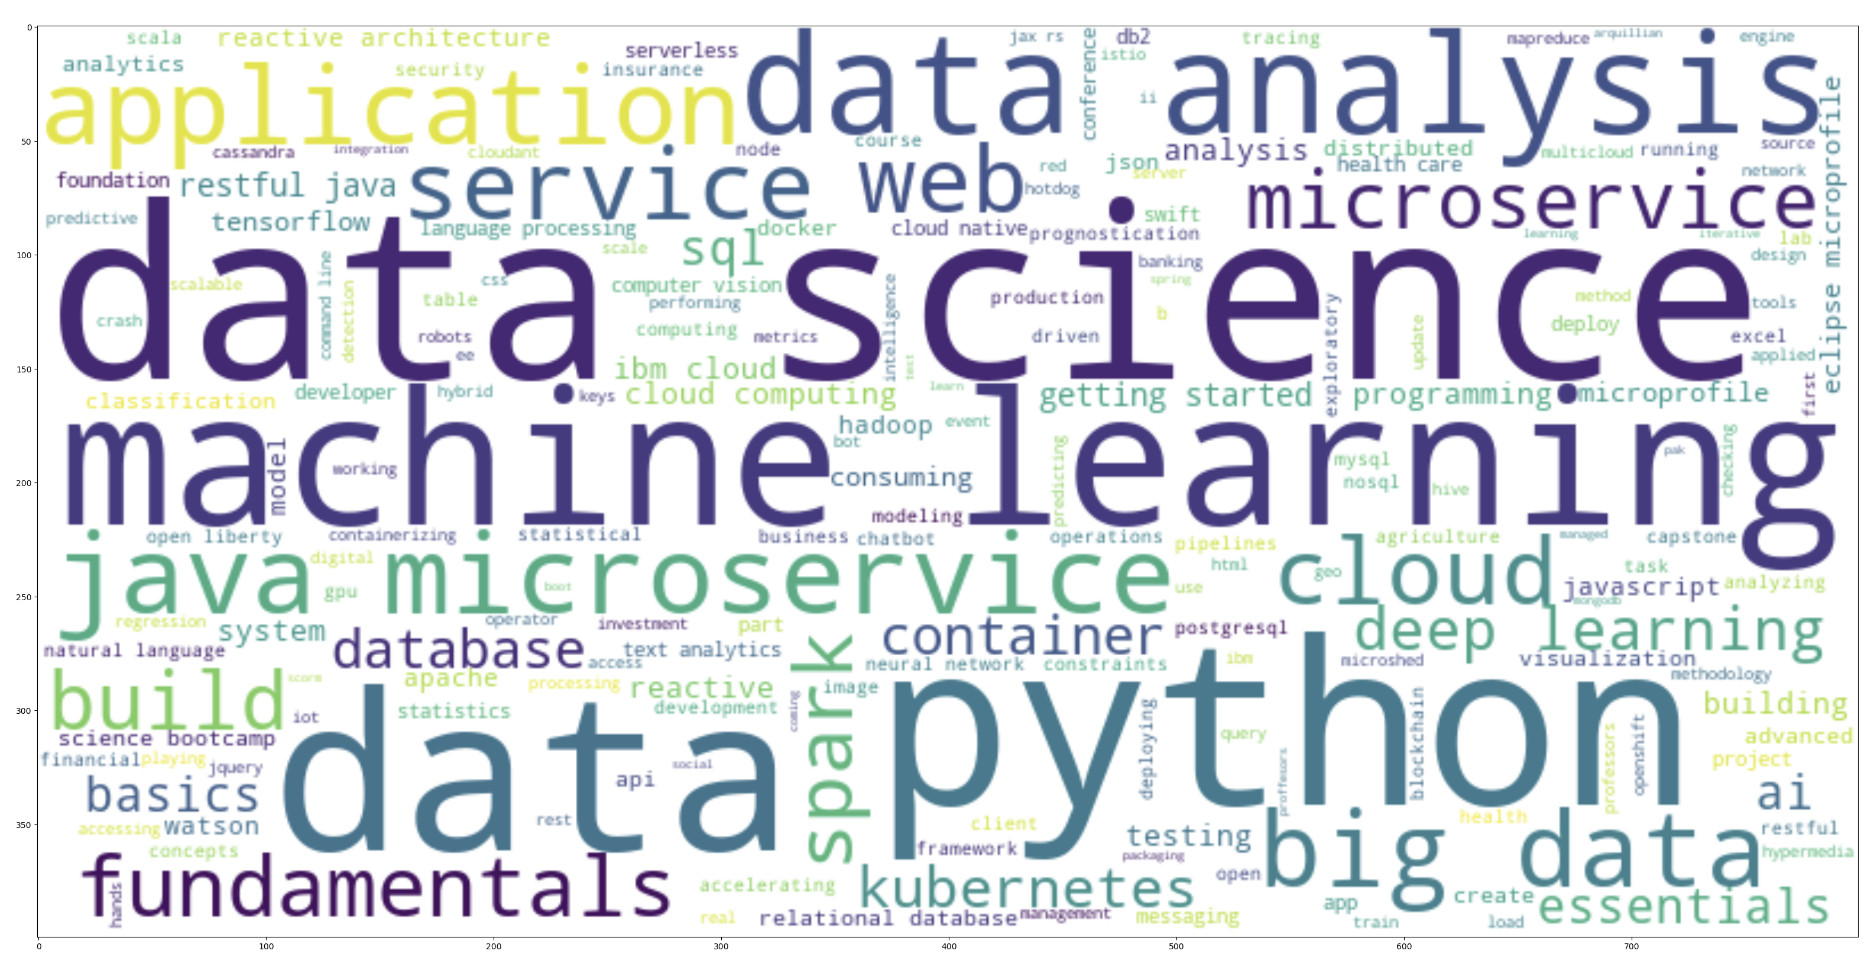 0
50
100
150
200
250
300
350
0 100 200 300 400 500 600 700
scala reactive architecture serverless jax rs db2 tracing mapreduce arquillian engine
analytics security insurance conference istio
application data analysis
ii eclipse microprofile
cassandra integration cloudant node course json analysis distributed multicloud running source
foundation restful java service web red server health care network
hotdog microservice
predictive tensorflow language processing docker cloud native prognostication swift learning iterative lab
sql scale
data science
scalable command line detection table css computer vision performing intelligence production banking spring design
crash robots ee computing metrics driven b exploratory method update deploy tools excel
ibm cloud test applied
classification developer hybrid keys cloud computing learn getting started programming microprofile first
machine learning
model working hadoop bot event consuming predicting mysql nosql hive pak checking
modeling
open liberty containerizing statistical business chatbot operations pipelines agriculture managed capstone
java microservice cloud
digital gpu boot use html geo task javascript analyzing mongodb
regression system operator investment part container postgresql deep learning
natural language database access text analytics neural network constraints ibm microshed visualization methodology
build scorm apache processing reactive image spark python building
iot statistics development coming deploying query blockchain professors openshift
science bootcamp advanced
financial playing jquery data api social proffesors project
basics ai
accessing watson rest client testing health restful
concepts framework packaging big data hypermedia
fundamentals accelerating kubernetes open create essentials
hands real relational database management messaging app train load